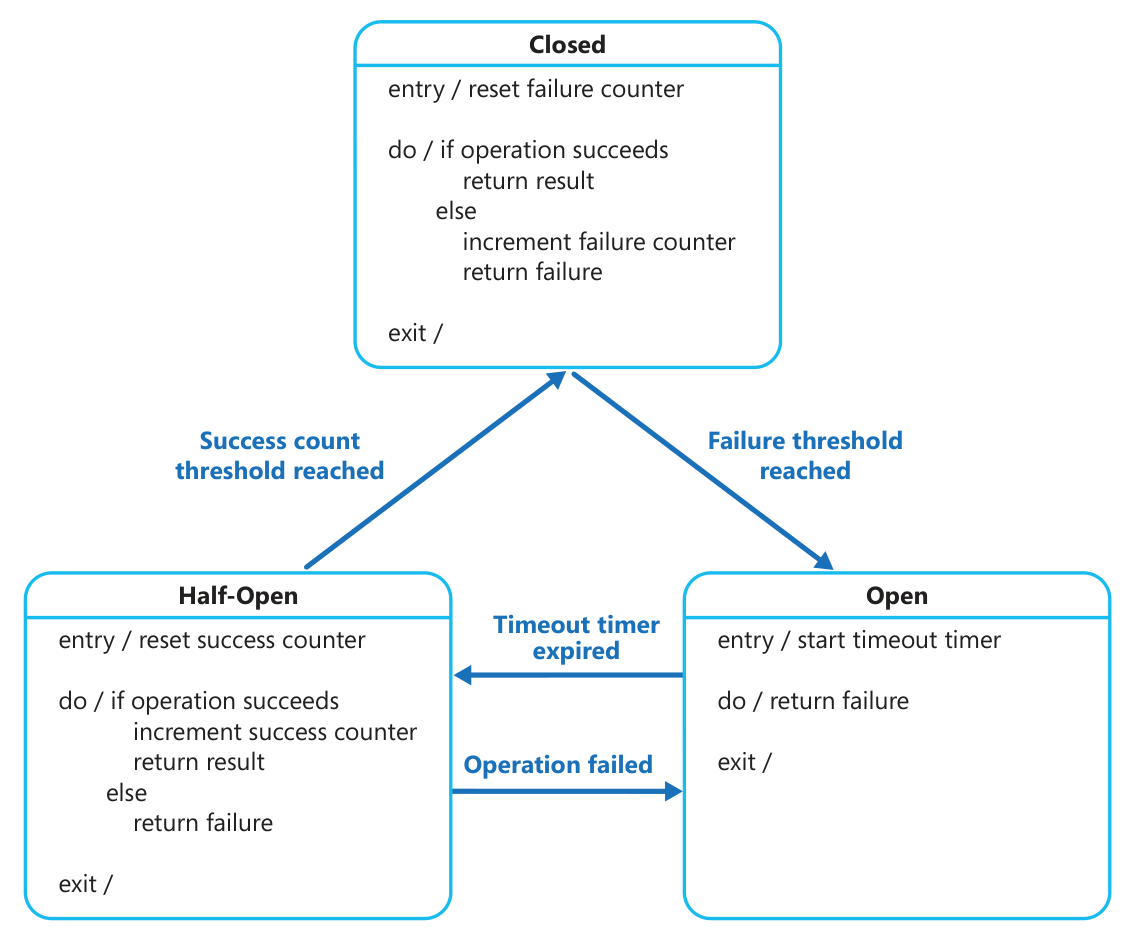 Closed
entry / reset failure counter
do / if operation succeeds
return result
else
increment failure counter
return failure
exit /
Success count
threshold reached
Failure threshold
reached
Half-Open
entry / reset success counter
do / if operation succeeds
increment success counter
return result
else
return failure
exit /
Timeout timer
expired
Operation failed
Open
entry / start timeout timer
do / return failure
exit /